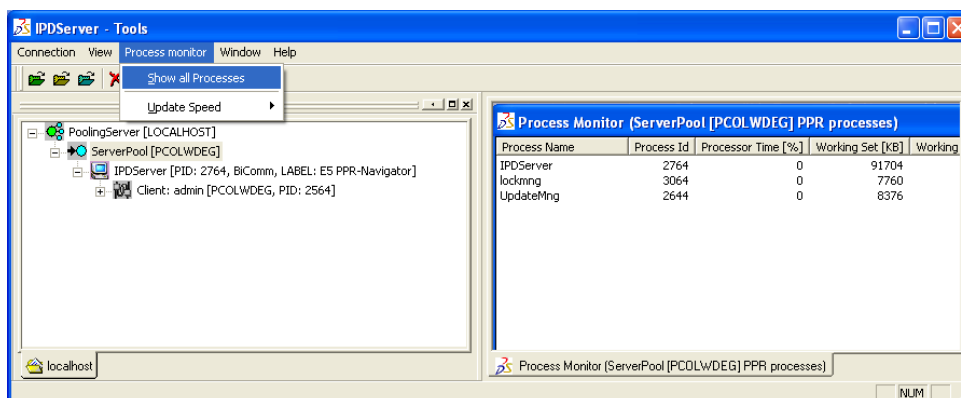 IPDServer - Tools
Connection View Process monitor Window Help
Show all Processes
Update Speed
PoolingServer [LOCALHOST]
ServerPool [PCOLWDEG]
IPDServer [PID: 2764, BiComm, LABEL: E5 PPR-Navigator]
Client: admin [PCOLWDEG, PID: 2564]
localhost
Process Monitor (ServerPool [PCOLWDEG] PPR processes)
Process Name Process Id Processor Time [%] Working Set [KB] Working
IPDServer 2764 0 91704
lockmng 3064 0 7760
UpdateMng 2644 0 8376
Process Monitor (ServerPool [PCOLWDEG] PPR processes)
NUM